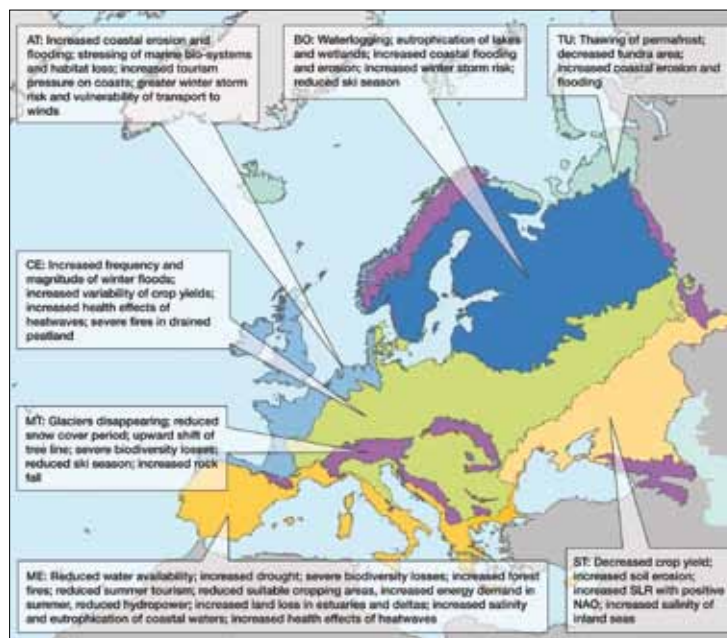 AT: Increased coastal erosion and
flooding; stressing of marine bio-systems
and habitat loss; increased tourism
pressure on coasts; greater winter storm
risk and vulnerability of transport to
winds
BO: Waterlogging; eutrophication of lakes
and wetlands; increased coastal flooding
and erosion; increased winter storm risk;
reduced ski season
TU: Thawing of permafrost;
decreased tundra area;
increased coastal erosion and
flooding
CE: Increased frequency and
magnitude of winter floods;
increased variability of crop yields;
increased health effects of
heatwaves; severe fires in drained
peatland
MT: Glaciers disappearing; reduced
snow cover period; upward shift of
tree line; severe biodiversity losses;
reduced ski season; increased rock
fall
ME: Reduced water availability; increased drought; severe biodiversity losses; increased forest
fires; reduced summer tourism; reduced suitable cropping areas, increased energy demand in
summer, reduced hydropower; increased land loss in estuaries and deltas; increased salinity
and eutrophication of coastal waters; increased health effects of heatwaves
ST: Decreased crop yield;
increased soil erosion;
increased SLR with positive
NAO; increased salinity of
inland seas